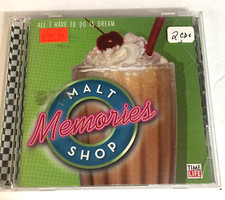 ALL I HAVE TO DO IS DREAM
2 CDs
MALT
Memories
SHOP
TIME
LIFE